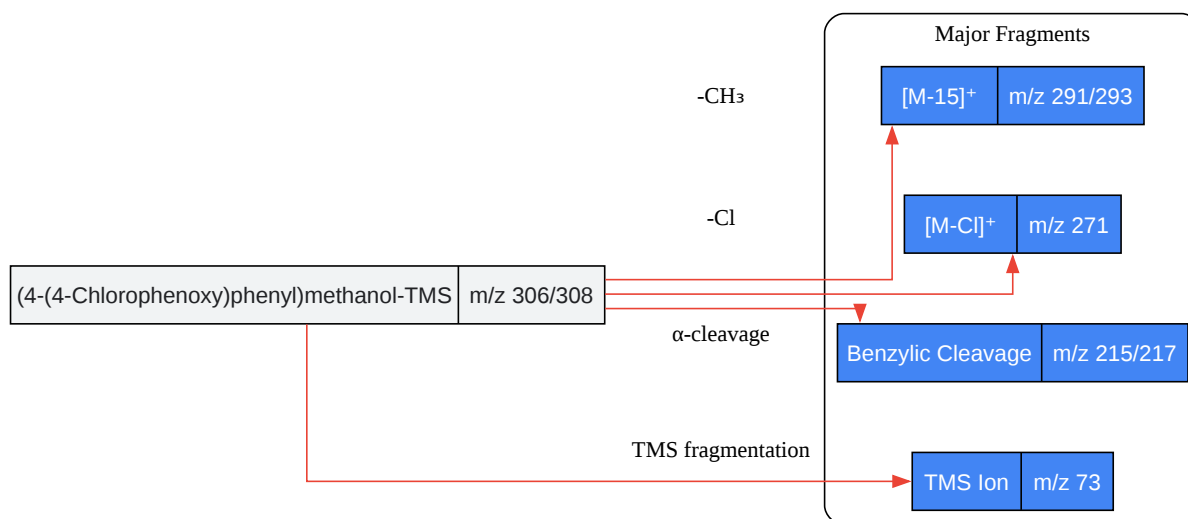 Major Fragments
-CH₃
[M-15]⁺ m/z 291/293
-Cl
[M-Cl]⁺ m/z 271
(4-(4-Chlorophenoxy)phenyl)methanol-TMS m/z 306/308
α-cleavage
Benzylic Cleavage m/z 215/217
TMS fragmentation
TMS Ion m/z 73